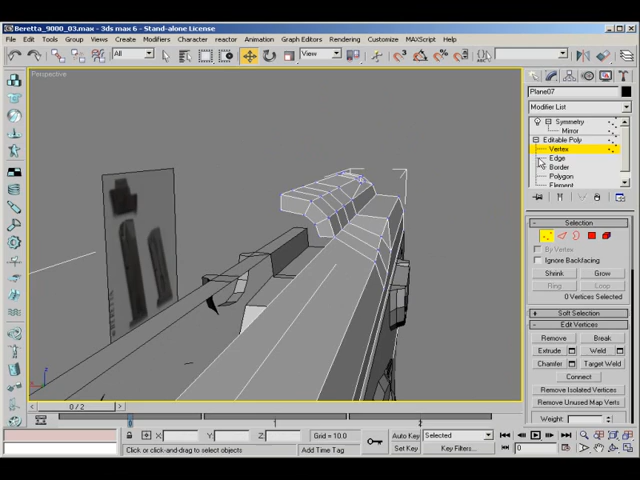 Beretta_9000_03.max - 3ds max 6 - Stand-alone License
File Edit Tools Group Views Create Modifiers Character reactor Animation Graph Editors Rendering Customize MAXScript Help
All View
Perspective
Plane07
Modifier List
Symmetry
Mirror
Editable Poly
Vertex
Edge
Border
Polygon
Element
Selection
By Vertex
Ignore Backfacing
Shrink Grow
Ring Loop
0 Vertices Selected
Soft Selection
Edit Vertices
Remove Break
Extrude Weld
Chamfer Target Weld
Connect
Remove Isolated Vertices
Remove Unused Map Verts
Weight:
0 / 2
0 1 2
X: Y: Z: Grid = 10.0 Auto Key Selected
Click or click-and-drag to select objects Add Time Tag Set Key Key Filters... 0